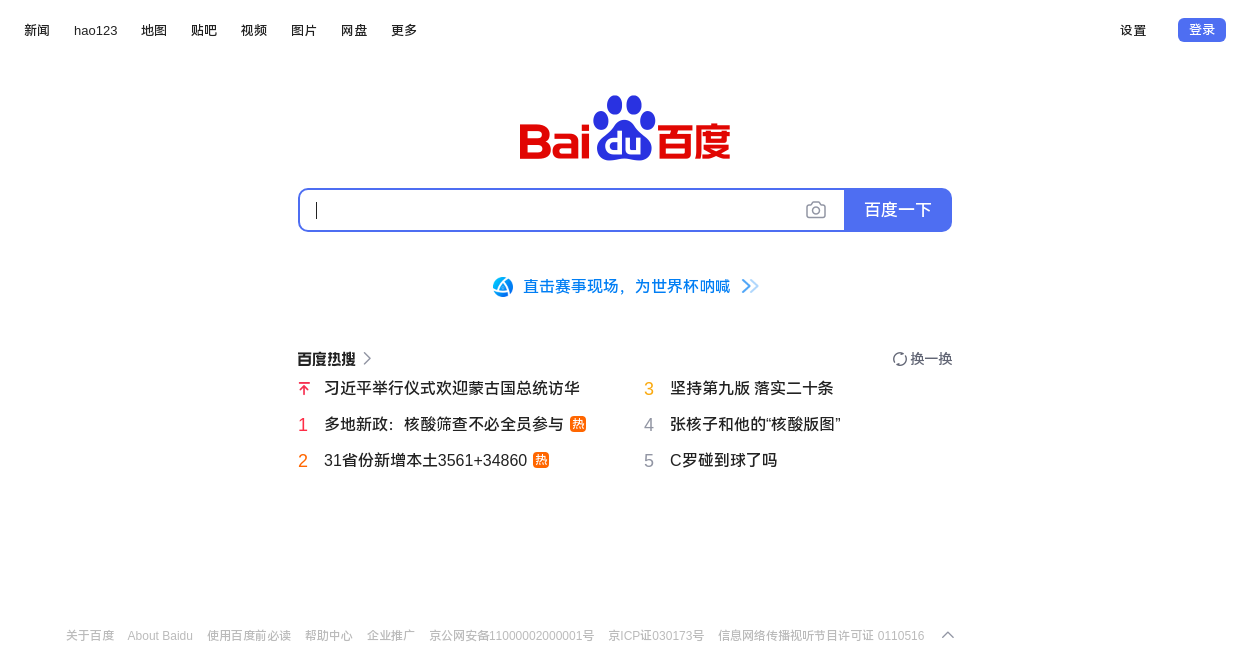 新闻 hao123 地图 贴吧 视频 图片 网盘 更多 设置 登录
Baidu百度
百度一下
直击赛事现场，为世界杯呐喊
百度热搜 换一换
习近平举行仪式欢迎蒙古国总统访华
3 坚持第九版 落实二十条
1 多地新政：核酸筛查不必全员参与 热
4 张核子和他的“核酸版图”
2 31省份新增本土3561+34860 热
5 C罗碰到球了吗
关于百度 About Baidu 使用百度前必读 帮助中心 企业推广 京公网安备11000002000001号 京ICP证030173号 信息网络传播视听节目许可证 0110516